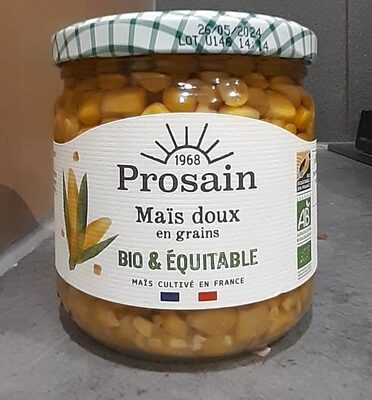 26/05/2024
LOT U146 14:14
1968
Prosain
Maïs doux
en grains
BIO & ÉQUITABLE
MAÏS CULTIVÉ EN FRANCE
AB